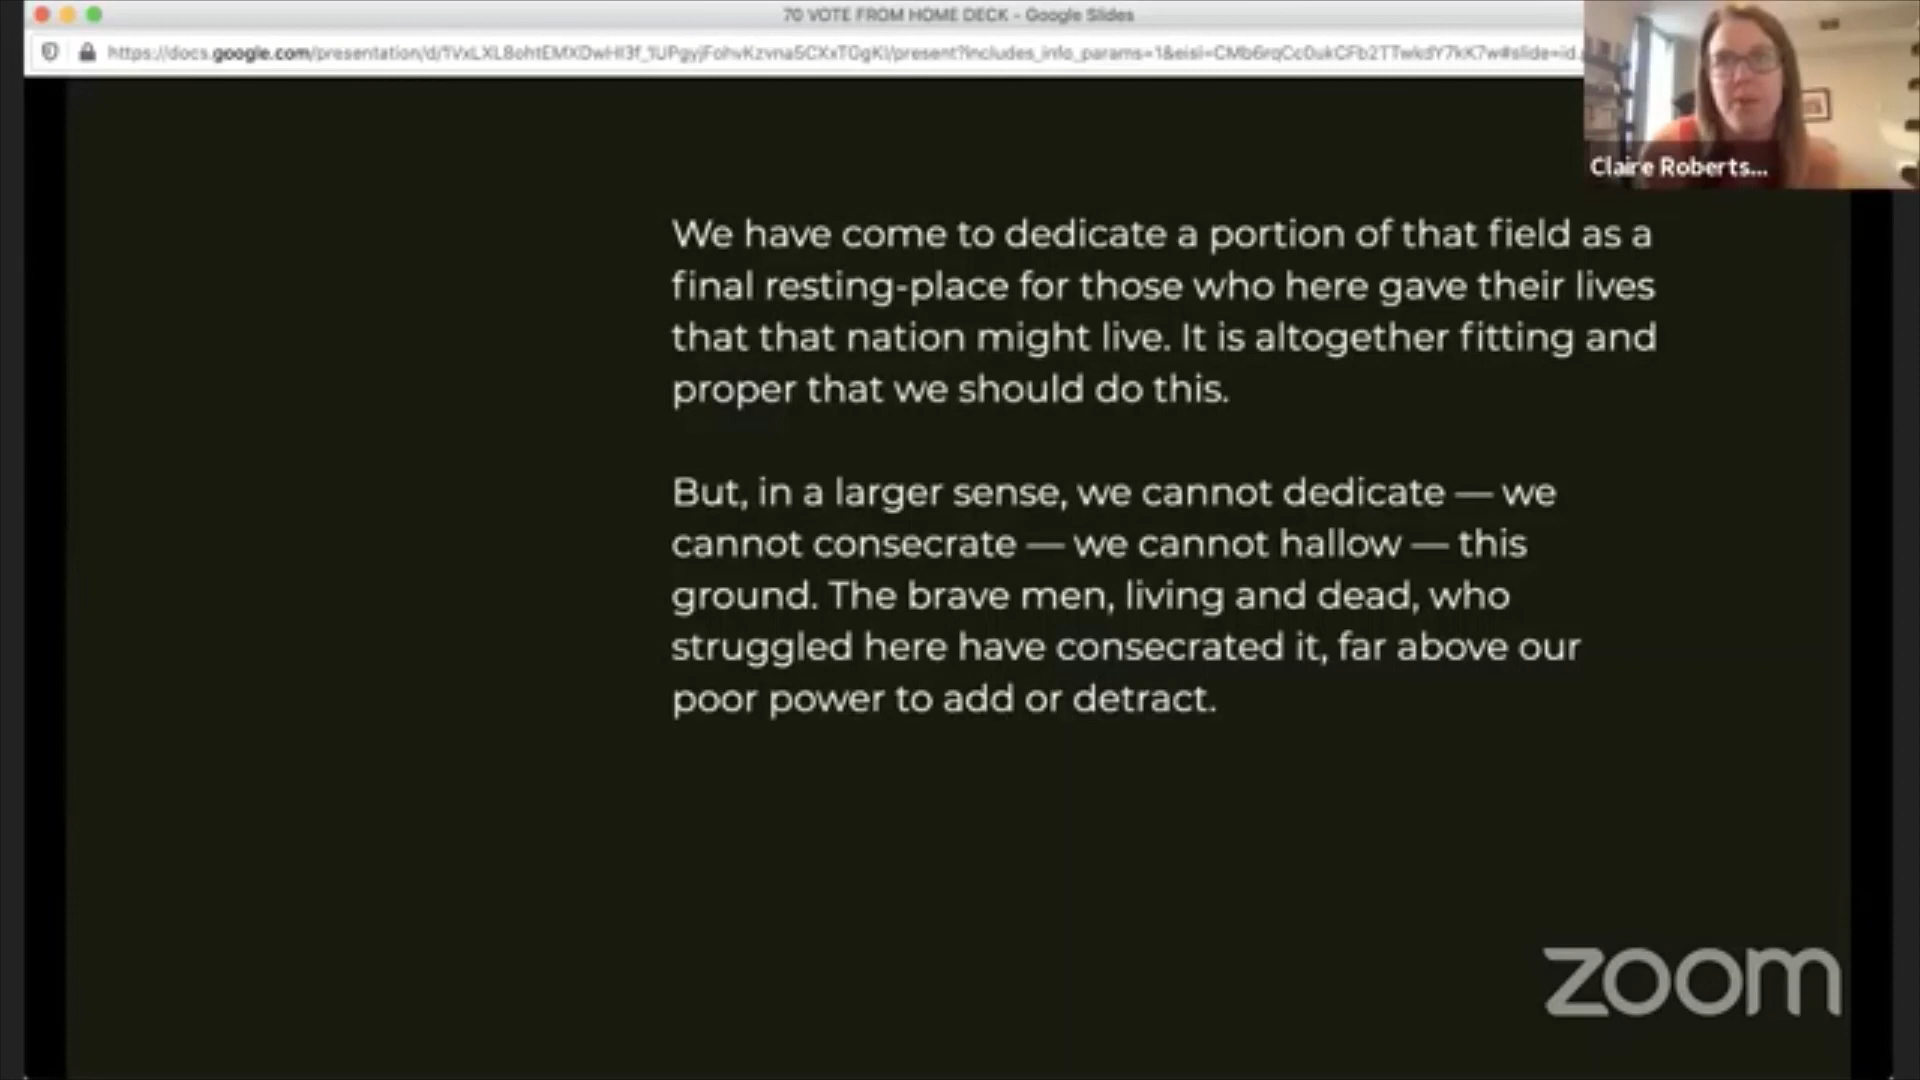 70 VOTE FROM HOME DECK - Google Slides
Claire Roberts...
We have come to dedicate a portion of that field as a
final resting-place for those who here gave their lives
that that nation might live. It is altogether fitting and
proper that we should do this.
But, in a larger sense, we cannot dedicate — we
cannot consecrate — we cannot hallow — this
ground. The brave men, living and dead, who
struggled here have consecrated it, far above our
poor power to add or detract.
zoom